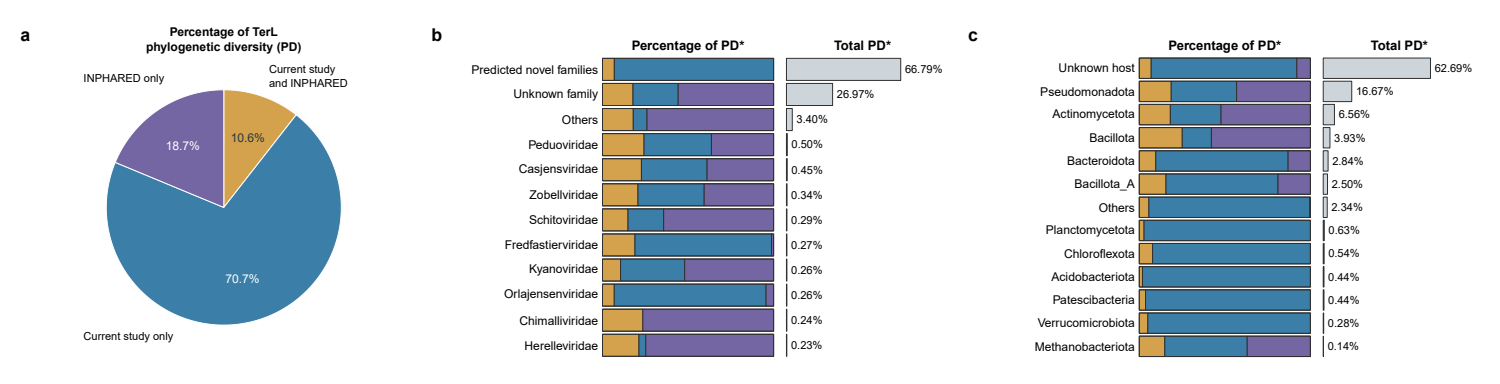 a
Percentage of TerL
phylogenetic diversity (PD)
INPHARED only
Current study
and INPHARED
18.7%
10.6%
70.7%
Current study only
b
Percentage of PD*
Total PD*
Predicted novel families
66.79%
Unknown family
26.97%
Others
3.40%
Peduoviridae
0.50%
Casjensviridae
0.45%
Zobellviridae
0.34%
Schitoviridae
0.29%
Fredfastierviridae
0.27%
Kyanoviridae
0.26%
Orlajensenviridae
0.26%
Chimalliviridae
0.24%
Herelleviridae
0.23%
c
Percentage of PD*
Total PD*
Unknown host
62.69%
Pseudomonadota
16.67%
Actinomycetota
6.56%
Bacillota
3.93%
Bacteroidota
2.84%
Bacillota_A
2.50%
Others
2.34%
Planctomycetota
0.63%
Chloroflexota
0.54%
Acidobacteriota
0.44%
Patescibacteria
0.44%
Verrucomicrobiota
0.28%
Methanobacteriota
0.14%